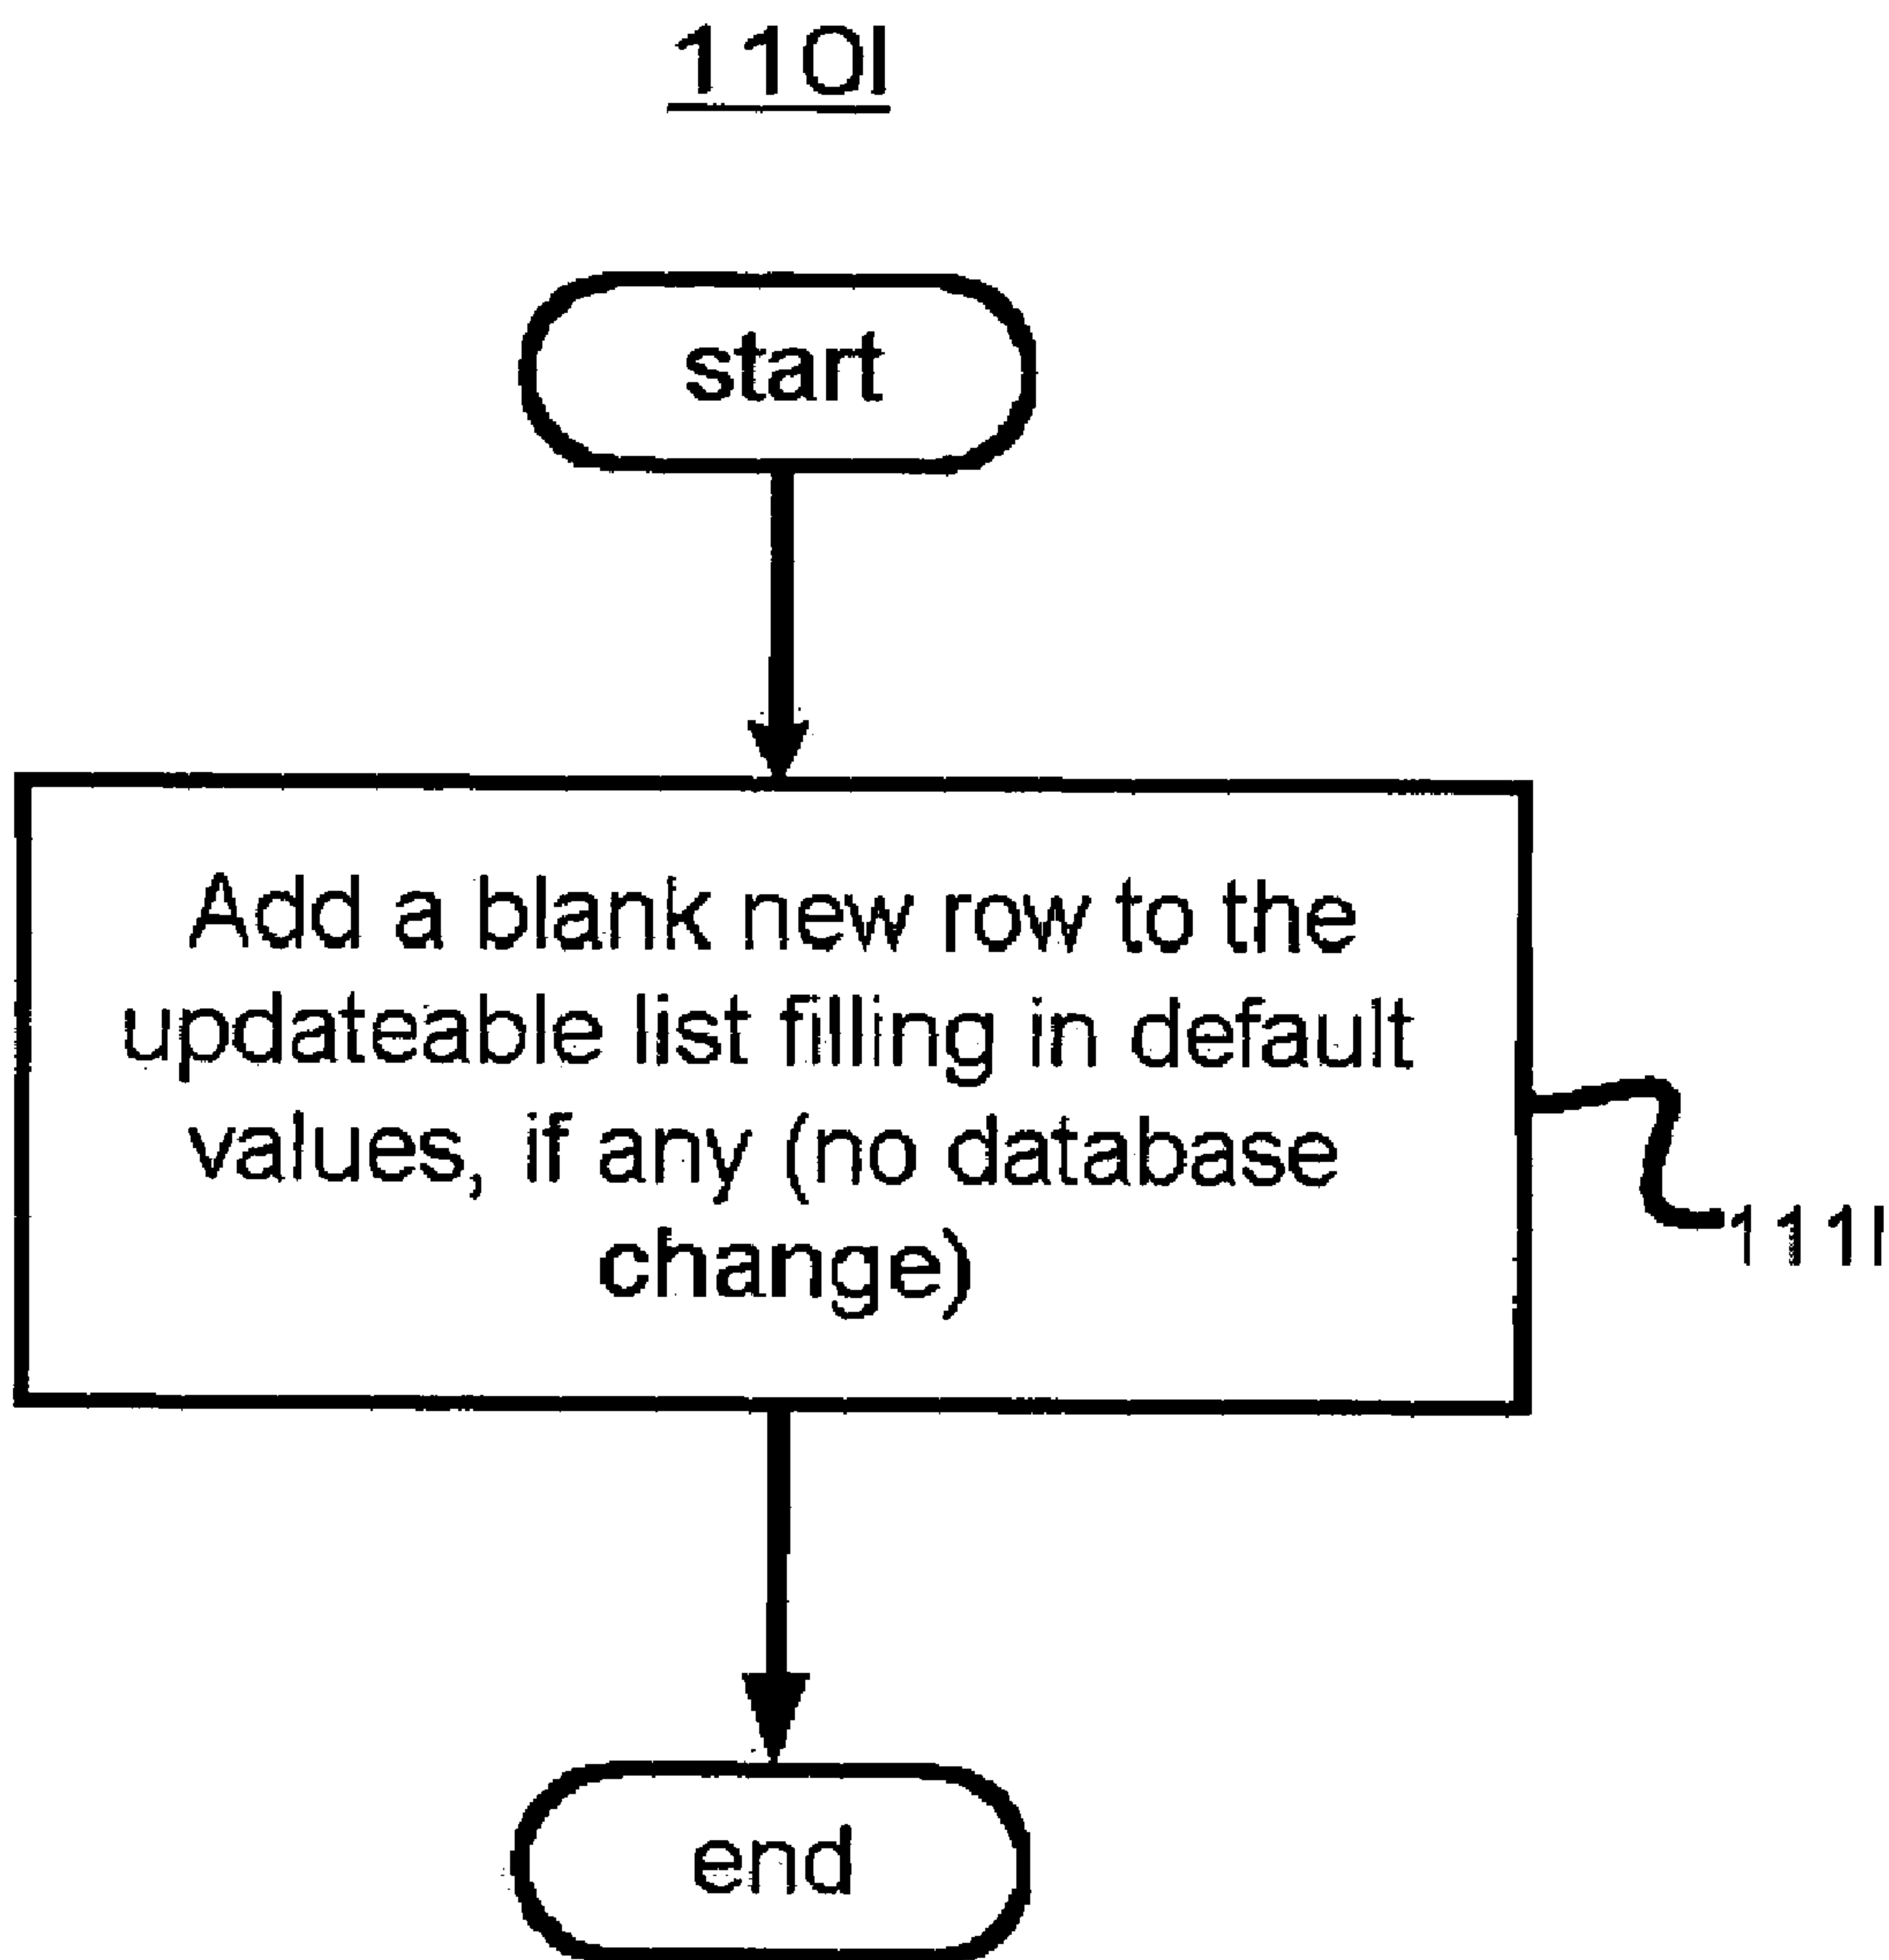 110I
start
Add a blank new row to the
updateable list filling in default
values, if any (no database
change)
111I
end